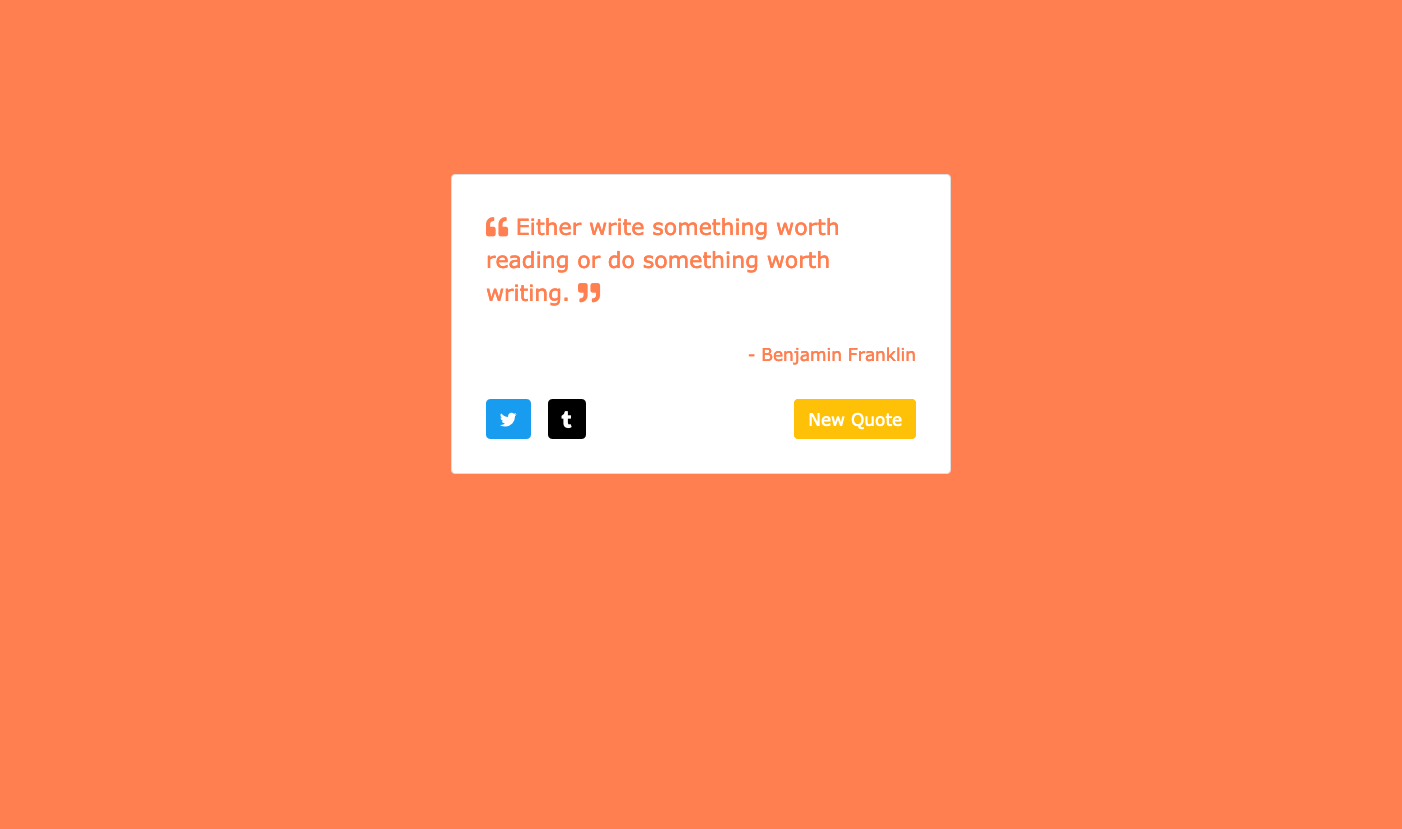 “ Either write something worth
reading or do something worth
writing. ”
- Benjamin Franklin
t
New Quote